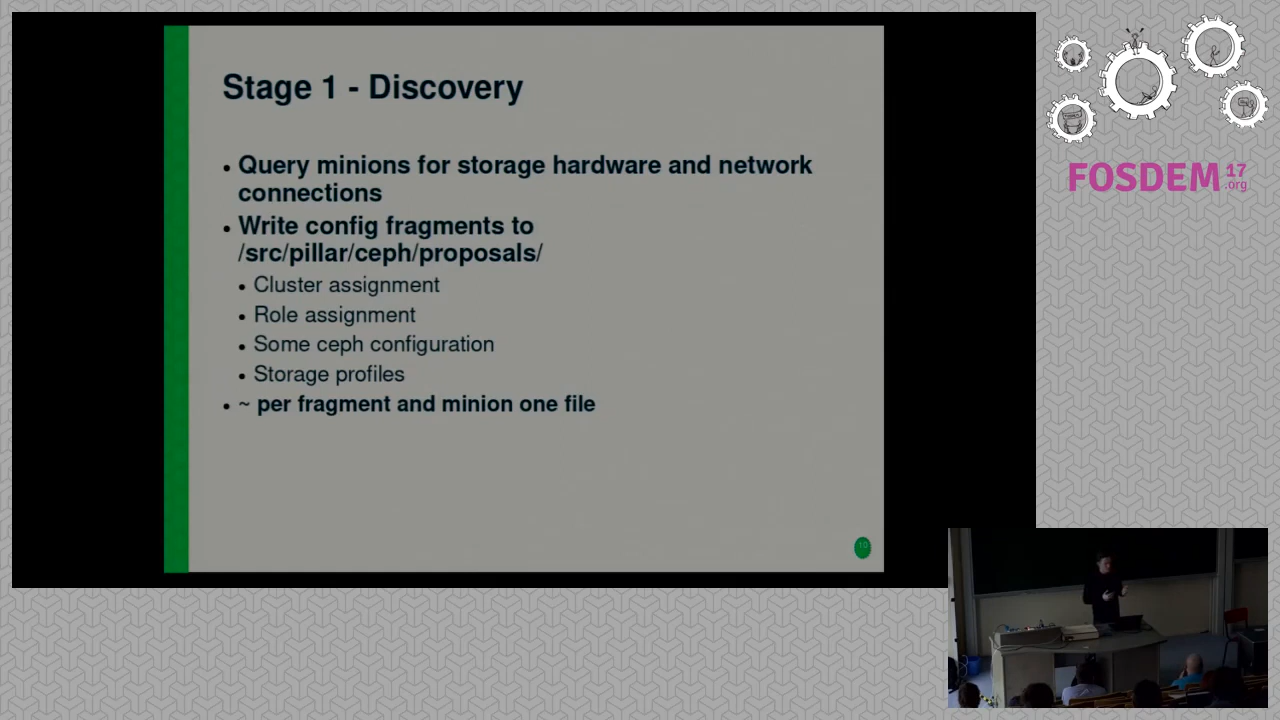 Stage 1 - Discovery
• Query minions for storage hardware and network
connections
• Write config fragments to
/src/pillar/ceph/proposals/
• Cluster assignment
• Role assignment
• Some ceph configuration
• Storage profiles
• ~ per fragment and minion one file
10
FOSDEM 17
.org